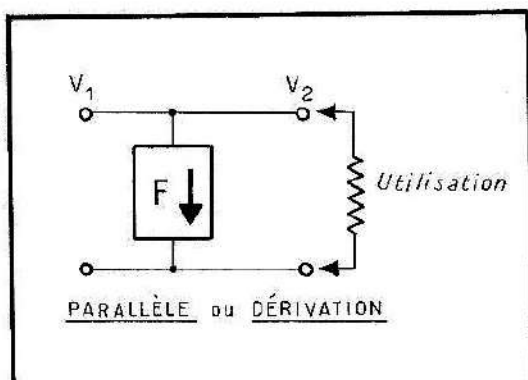 V₁ V₂
F
Utilisation
PARALLÈLE ou DÉRIVATION